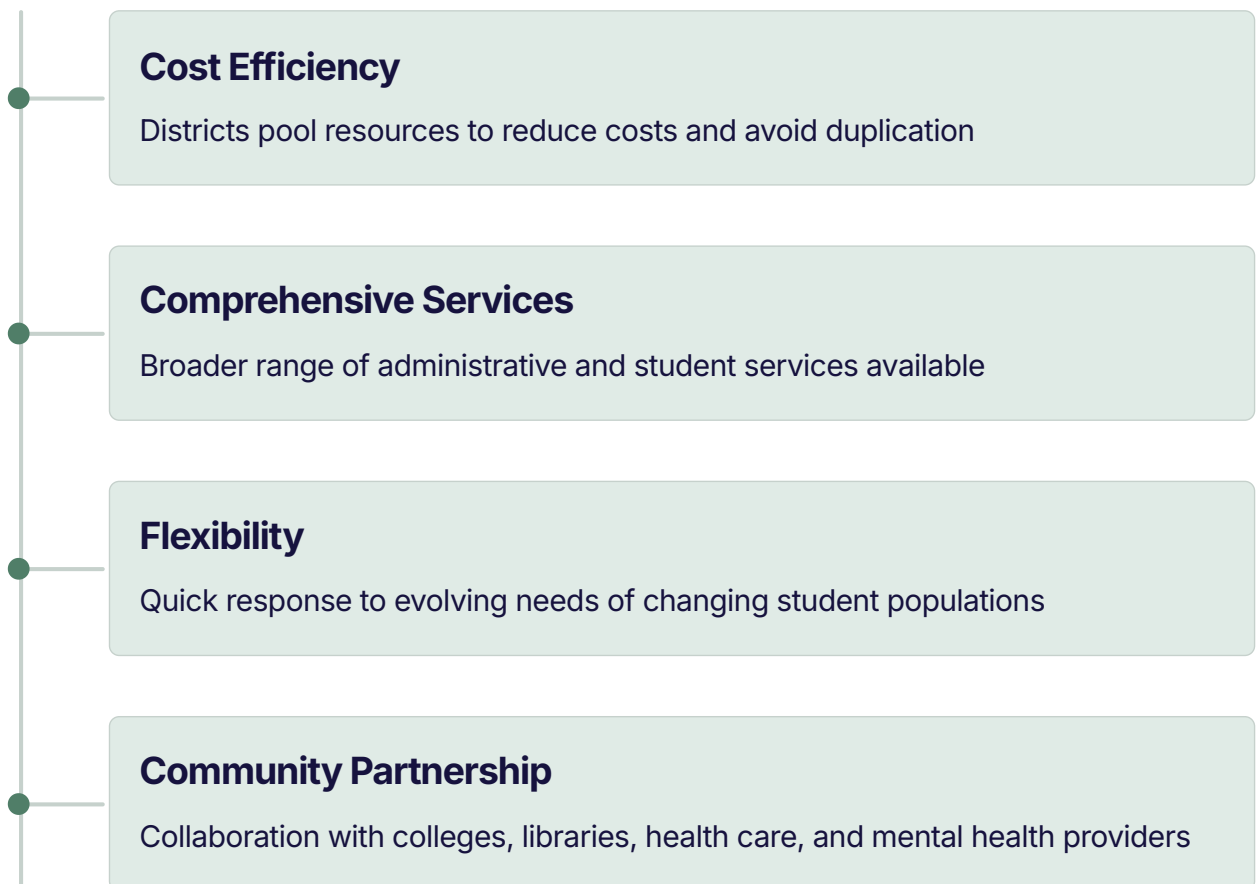 Cost Efficiency
Districts pool resources to reduce costs and avoid duplication
Comprehensive Services
Broader range of administrative and student services available
Flexibility
Quick response to evolving needs of changing student populations
Community Partnership
Collaboration with colleges, libraries, health care, and mental health providers